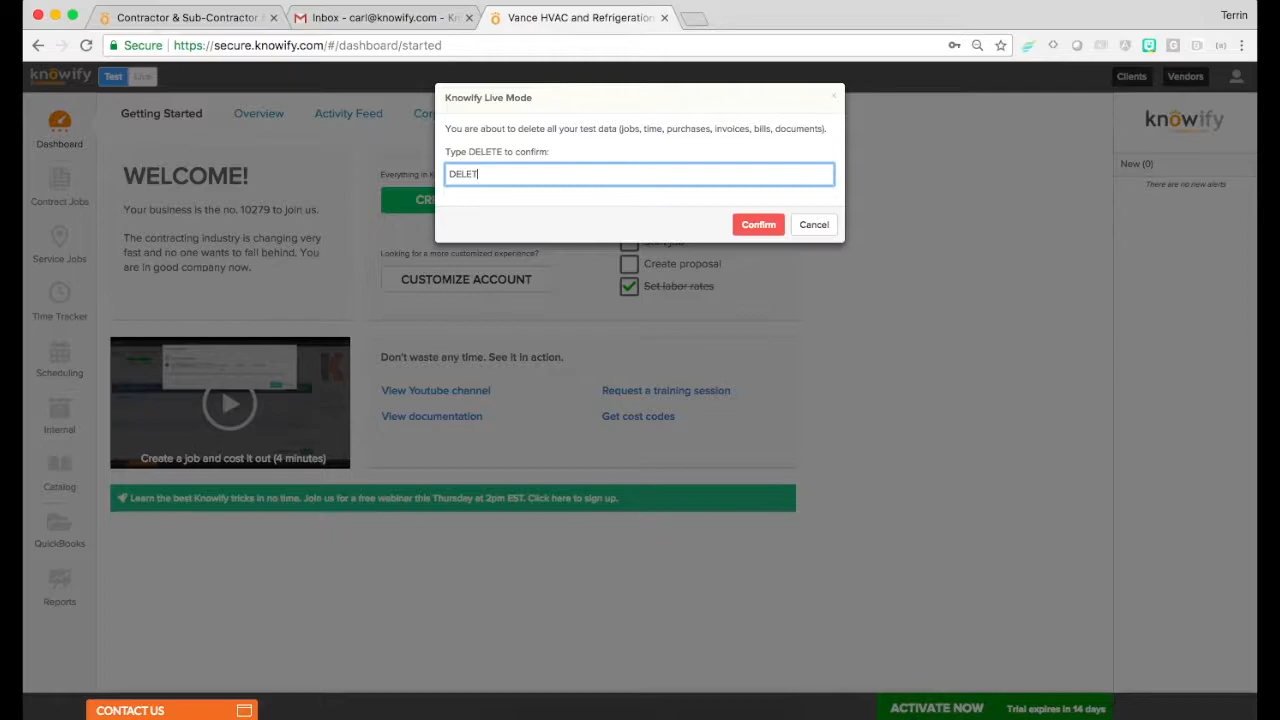 Contractor & Sub-Contractor
Inbox - carl@knowify.com - Kn
Vance HVAC and Refrigeration
Terrin
Secure
https://secure.knowify.com/#/dashboard/started
knowify
Test
Live
Clients
Vendors
Knowify Live Mode
You are about to delete all your test data (jobs, time, purchases, invoices, bills, documents).
Type DELETE to confirm:
DELET
Confirm
Cancel
Dashboard
Contract Jobs
Service Jobs
Time Tracker
Scheduling
Internal
Catalog
QuickBooks
Reports
Getting Started
Overview
Activity Feed
WELCOME!
Your business is the no. 10279 to join us.
The contracting industry is changing very
fast and no one wants to fall behind. You
are in good company now.
Everything in K
CR
Looking for a more customized experience?
CUSTOMIZE ACCOUNT
Create proposal
Set labor rates
Create a job and cost it out (4 minutes)
Don't waste any time. See it in action.
View Youtube channel
Request a training session
View documentation
Get cost codes
Learn the best Knowify tricks in no time. Join us for a free webinar this Thursday at 2pm EST. Click here to sign up.
knowify
New (0)
There are no new alerts
CONTACT US
ACTIVATE NOW
Trial expires in 14 days